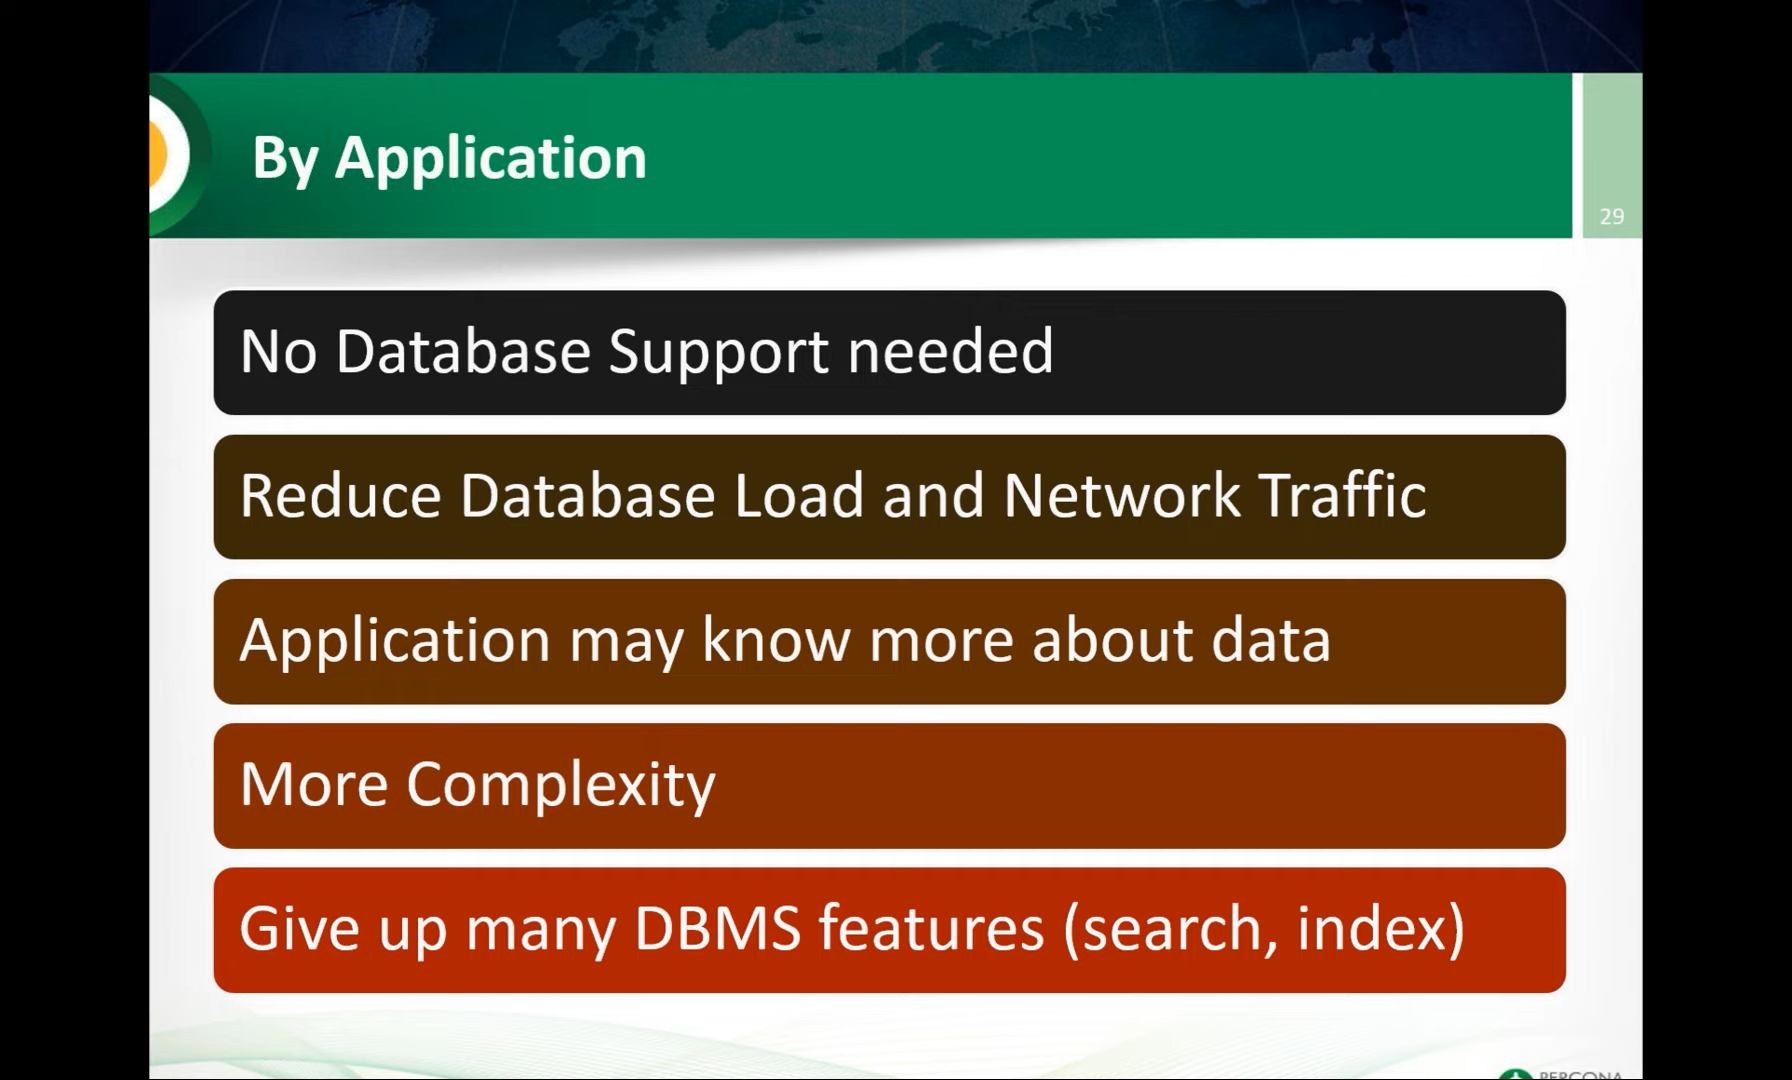 By Application
29
No Database Support needed
Reduce Database Load and Network Traffic
Application may know more about data
More Complexity
Give up many DBMS features (search, index)
PERCONA